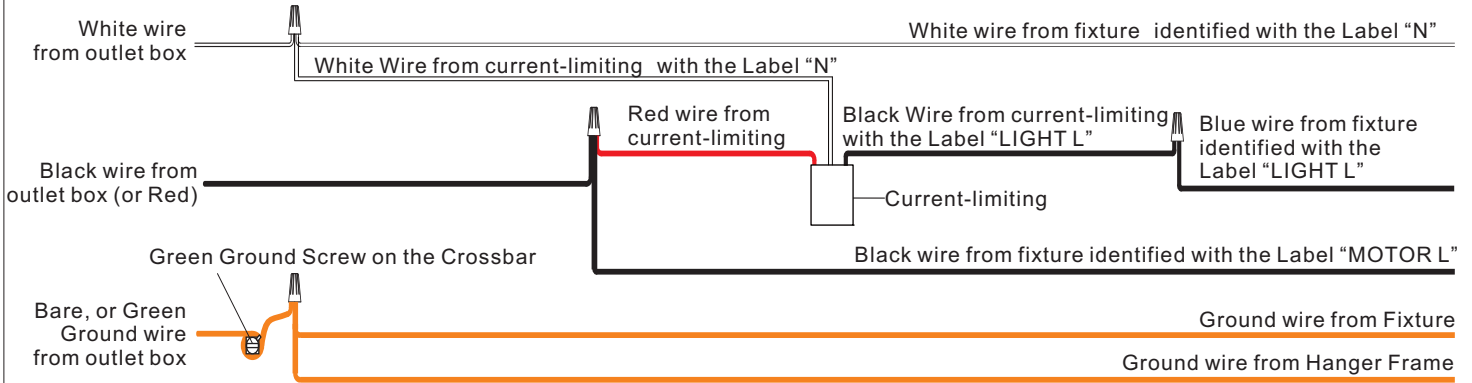 White wire
from outlet box
White wire from fixture identified with the Label “N”
White Wire from current-limiting with the Label “N”
Red wire from
current-limiting
Black Wire from current-limiting
with the Label “LIGHT L”
Blue wire from fixture
identified with the
Label “LIGHT L”
Black wire from
outlet box (or Red)
Current-limiting
Black wire from fixture identified with the Label “MOTOR L”
Green Ground Screw on the Crossbar
Bare, or Green
Ground wire
from outlet box
Ground wire from Fixture
Ground wire from Hanger Frame